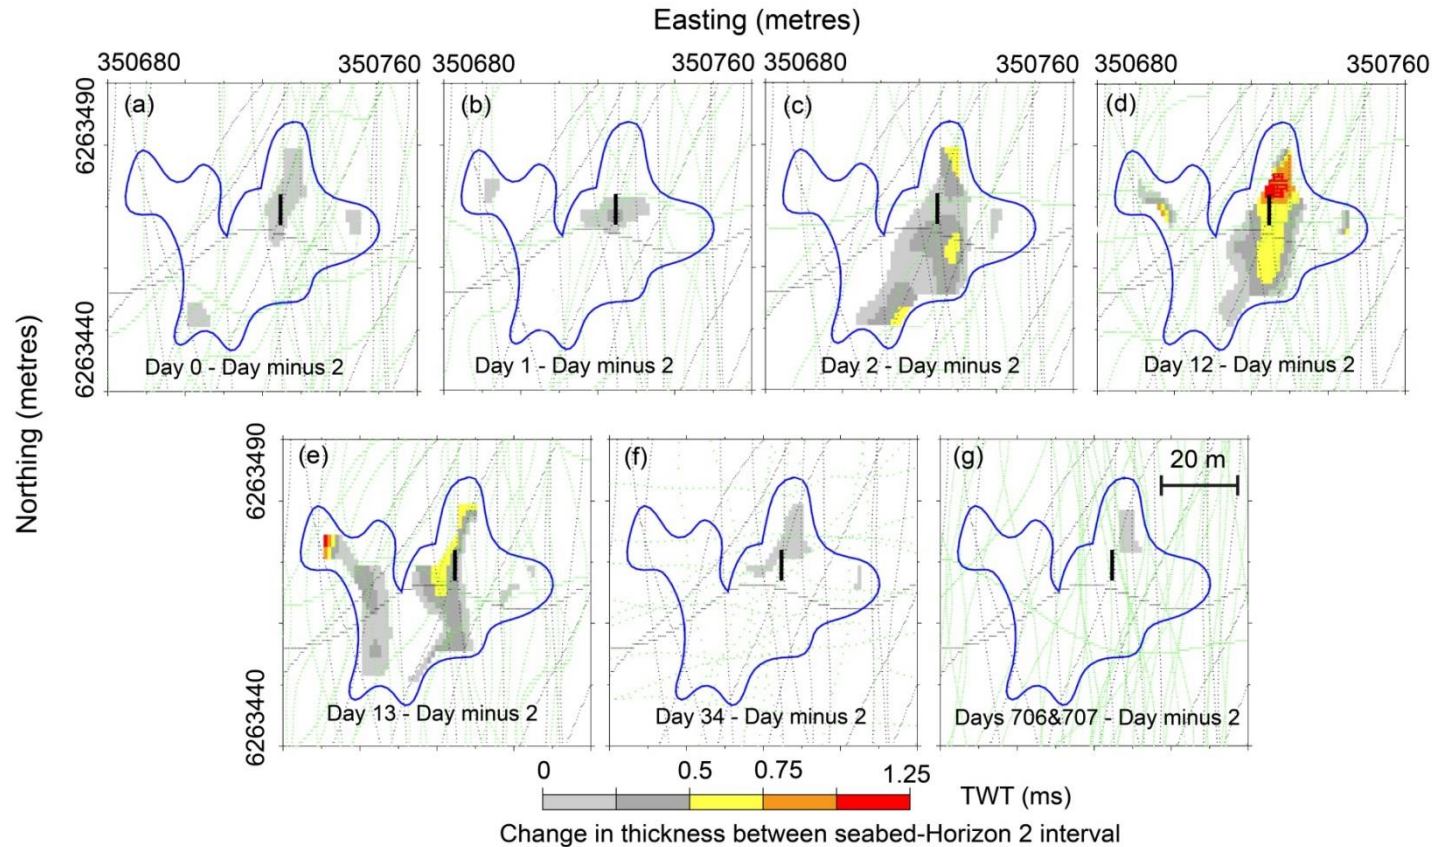 Easting (metres)
350680 350760 350680 350760 350680 350760 350680 350760
6263490
(a) (b) (c) (d)
6263440
Day 0 - Day minus 2 Day 1 - Day minus 2 Day 2 - Day minus 2 Day 12 - Day minus 2
Northing (metres)
6263490
(e) (f) (g)
20 m
6263440
Day 13 - Day minus 2 Day 34 - Day minus 2 Days 706&707 - Day minus 2
0 0.5 0.75 1.25
TWT (ms)
Change in thickness between seabed-Horizon 2 interval